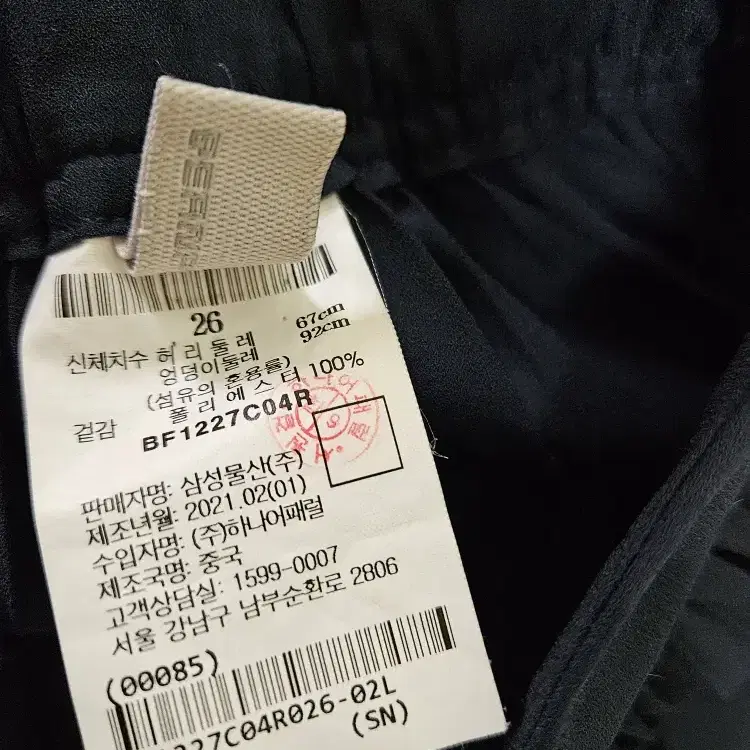 BEANP
26
신체치수 허 리 둘 레 67cm
엉덩이둘레 92cm
(섬유의 혼용률)
겉감 폴 리 에 스 터 100%
BF1227C04R
판매자명: 삼성물산(주)
제조년월: 2021.02(01)
수입자명: (주)하나어패럴
제조국명: 중국
고객상담실: 1599-0007
서울 강남구 남부순환로 2806
(00085)
1227C04R026-02L
(SN)